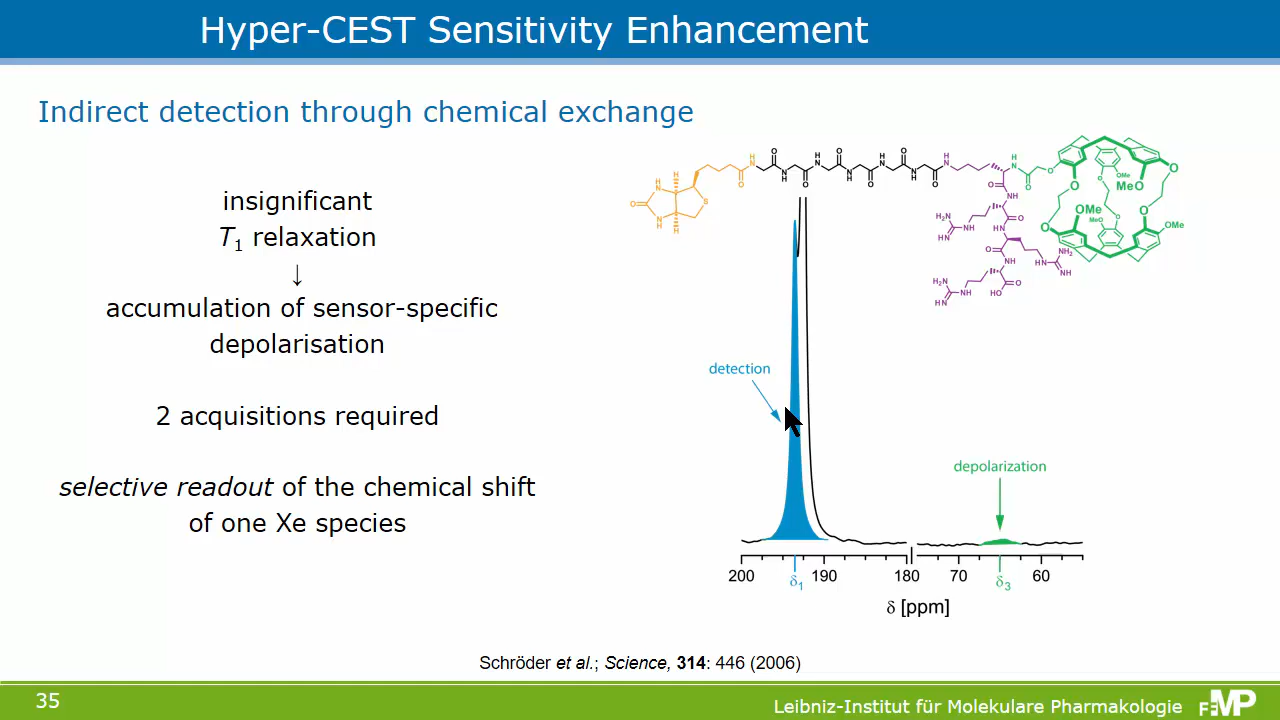 Hyper-CEST Sensitivity Enhancement
Indirect detection through chemical exchange
insignificant
T1 relaxation
↓
accumulation of sensor-specific
depolarisation
2 acquisitions required
selective readout of the chemical shift
of one Xe species
detection
depolarization
200 190 180 70 60
δ1 δ3
δ [ppm]
Schröder et al.; Science, 314: 446 (2006)
35
Leibniz-Institut für Molekulare Pharmakologie
FMP